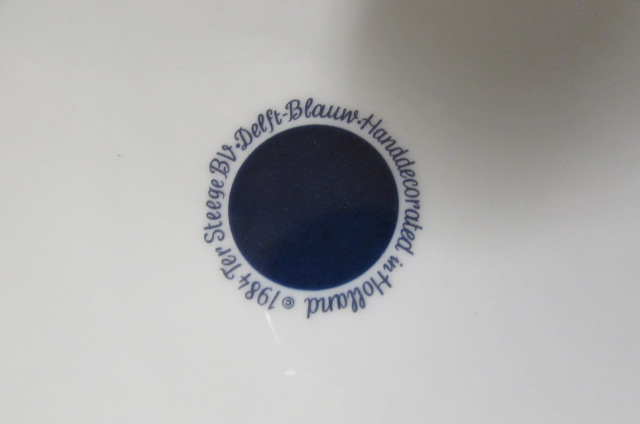 © 1984 Ter Steege BV • Delft-Blauw • Handdecorated in Holland